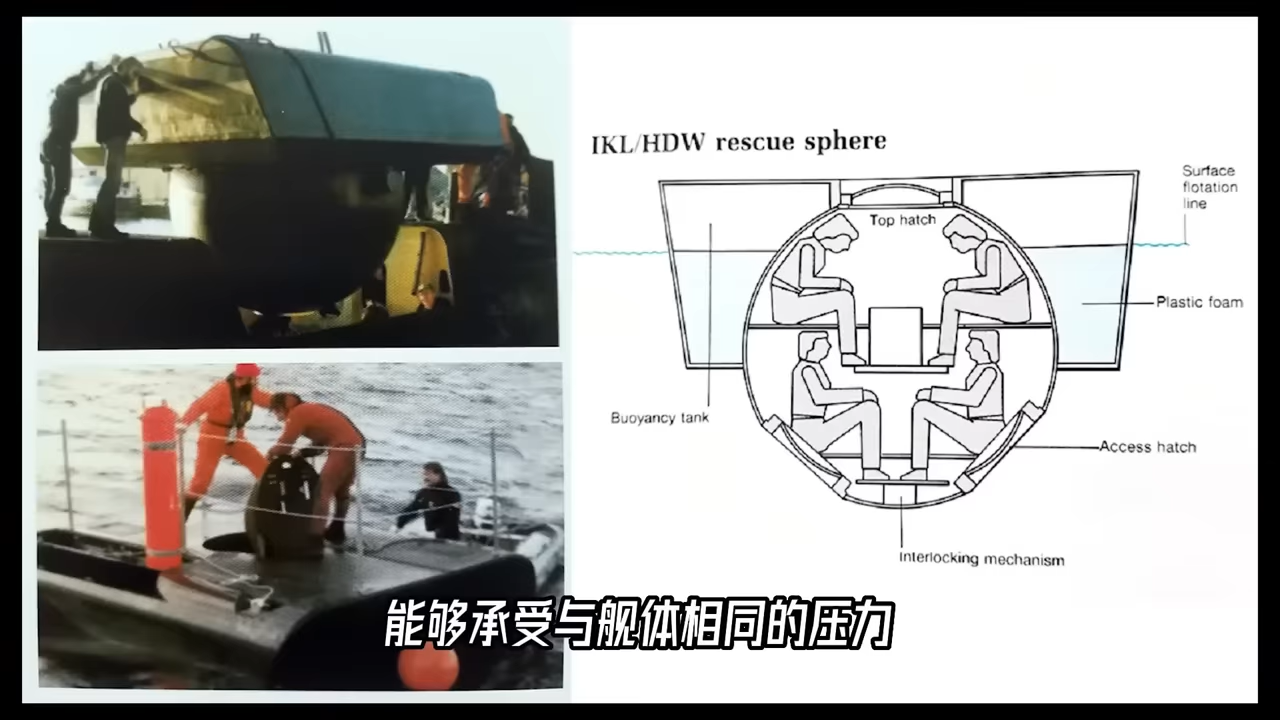 IKL/HDW rescue sphere
Surface
flotation
line
Top hatch
Plastic foam
Buoyancy tank
Access hatch
Interlocking mechanism
能够承受与舰体相同的压力